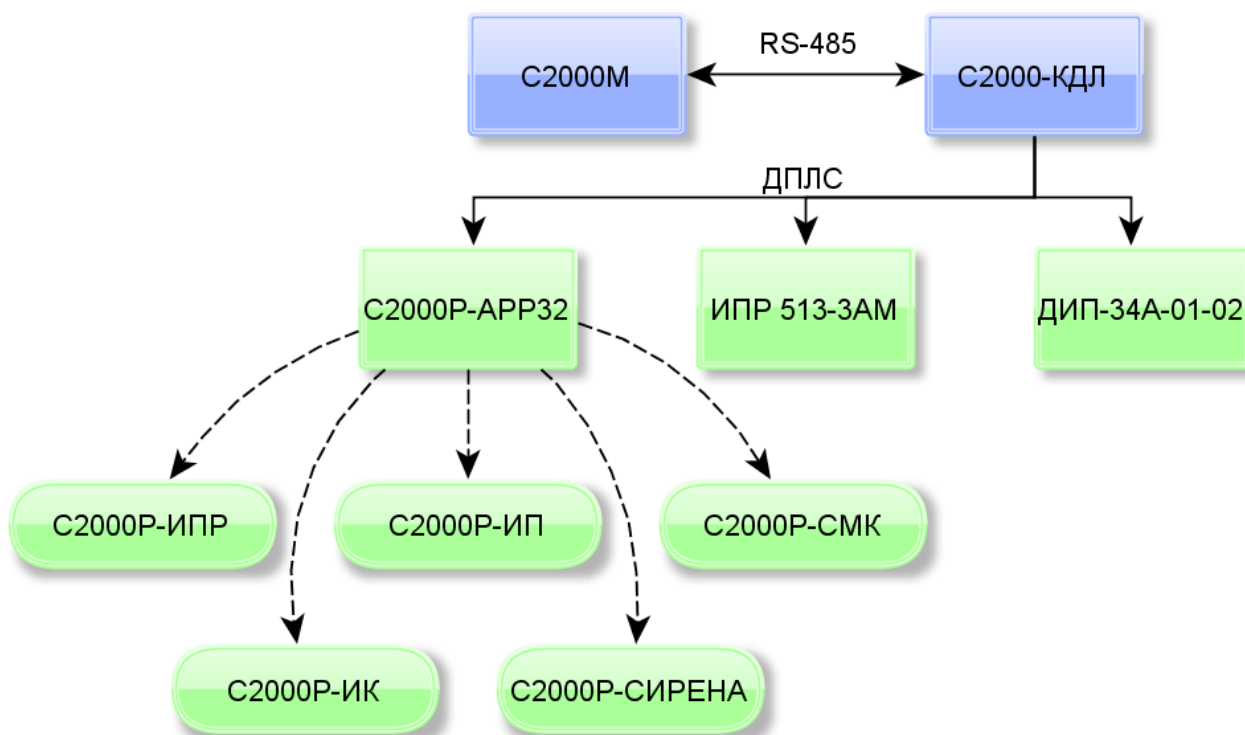 С2000М
RS-485
С2000-КДЛ
ДПЛС
С2000Р-АРР32
ИПР 513-3АМ
ДИП-34А-01-02
С2000Р-ИПР
С2000Р-ИП
С2000Р-СМК
С2000Р-ИК
С2000Р-СИРЕНА